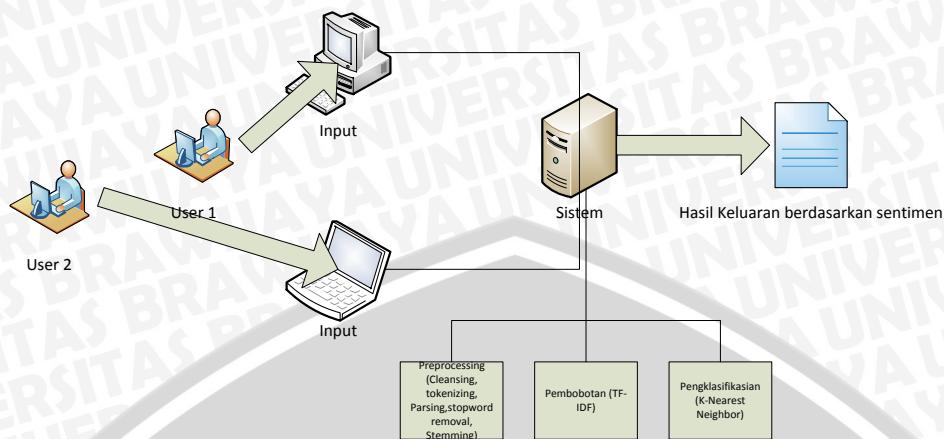 Input
User 1
User 2
Input
Sistem
Hasil Keluaran berdasarkan sentimen
Preprocessing
(Cleansing,
tokenizing,
Parsing,stopword
removal,
Stemming)
Pembobotan (TF-
IDF)
Pengklasifikasian
(K-Nearest
Neighbor)